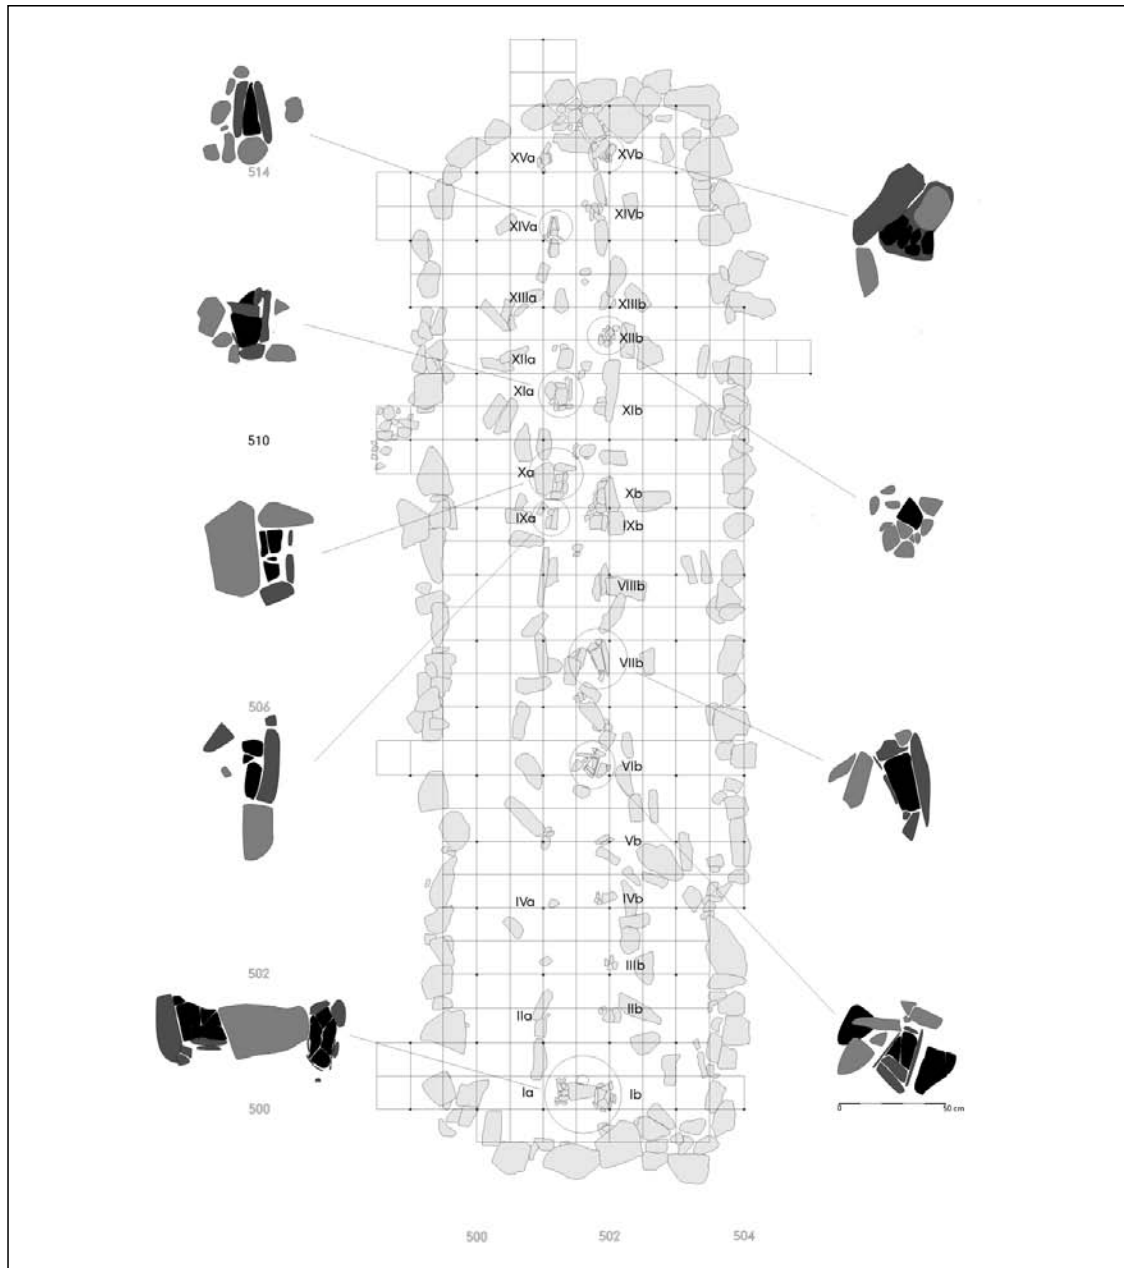 XVa XVb
514
XIVb
XIVa
XIIIa XIIIb
XIIb
XIIa
XIa
XIb
510
Xa
Xb
IXa IXb
VIIIb
VIIb
506
VIb
Vb
IVa IVb
IIIb
502
IIa IIb
Ia Ib
500
0 50 cm
500 502 504